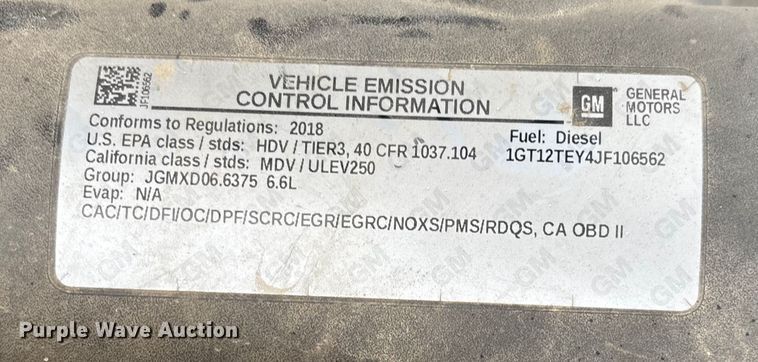 JF106562
VEHICLE EMISSION
CONTROL INFORMATION
GM
GENERAL
MOTORS
LLC
Conforms to Regulations: 2018
Fuel: Diesel
U.S. EPA class / stds: HDV / TIER3, 40 CFR 1037.104
1GT12TEY4JF106562
California class / stds: MDV / ULEV250
Group: JGMXD06.6375 6.6L
Evap: N/A
CAC/TC/DFI/OC/DPF/SCRC/EGR/EGRC/NOXS/PMS/RDQS, CA OBD II
Purple Wave Auction